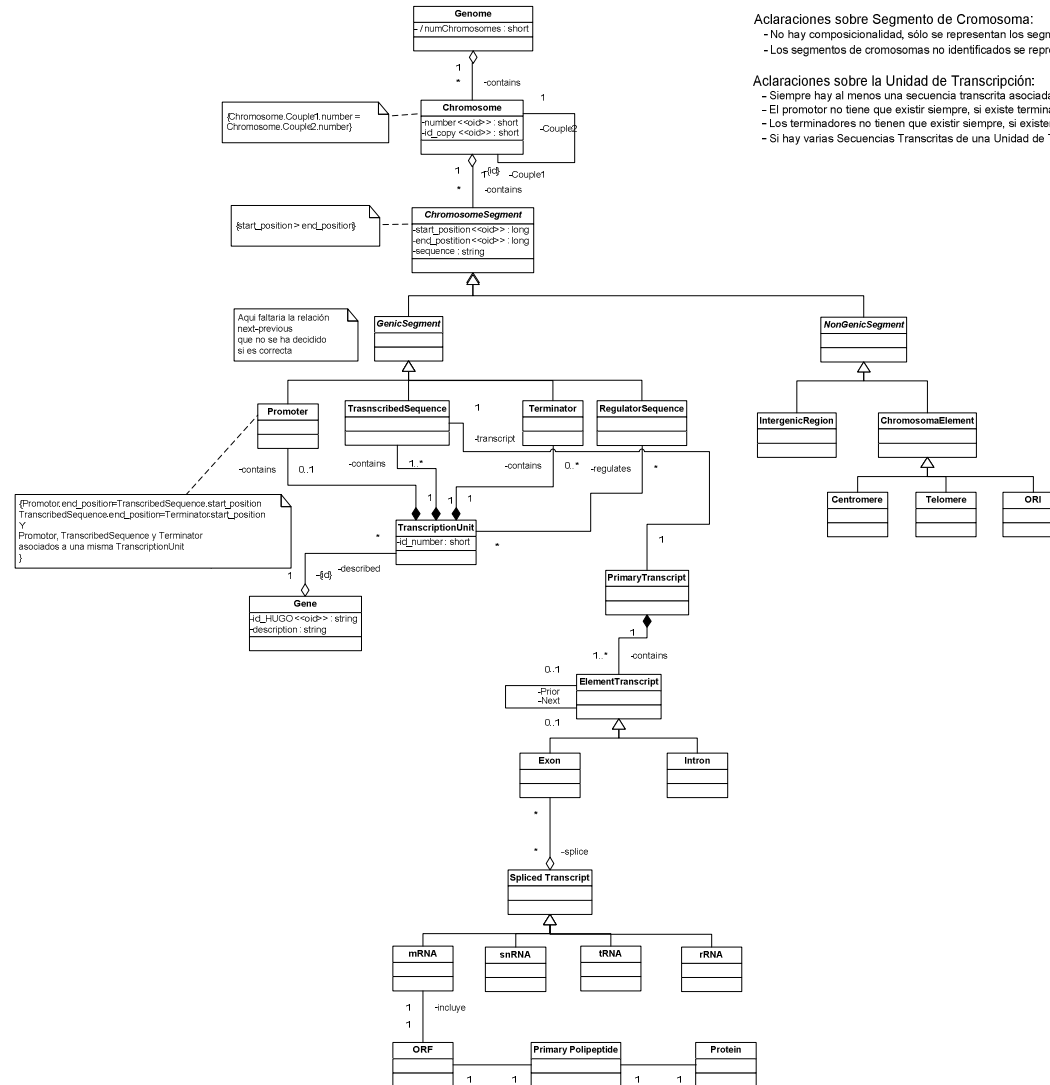 Genome
- / numChromosomes : short
1
*
-contains
Aclaraciones sobre Segmento de Cromosoma:
- No hay composicionalidad, sólo se representan los segm
- Los segmentos de cromosomas no identificados se repre
Aclaraciones sobre la Unidad de Transcripción:
- Siempre hay al menos una secuencia transcrita asociada
- El promotor no tiene que existir siempre, si existe termina
- Los terminadores no tienen que existir siempre, si existe
- Si hay varias Secuencias Transcritas de una Unidad de T
{Chromosome.Couple1.number =
Chromosome.Couple2.number}
Chromosome
-number <<oid>> : short
-id_copy <<oid>> : short
1
-Couple2
1
-{id}
1
-Couple1
*
-contains
{start_position > end_position}
ChromosomeSegment
-start_position <<oid>> : long
-end_postition <<oid>> : long
-sequence : string
Aqui faltaria la relación
next-previous
que no se ha decidido
si es correcta
GenicSegment
NonGenicSegment
Promoter
TrasnscribedSequence
1
Terminator
RegulatorSequence
IntergenicRegion
ChromosomaElement
-transcript
-contains
0..1
-contains
1..*
-contains
0..*
-regulates
*
Centromere
Telomere
ORI
{Promotor.end_position=TranscribedSequence.start_position
TranscribedSequence.end_position=Terminator.start_position
Y
Promotor, TranscribedSequence y Terminator
asociados a una misma TranscriptionUnit
}
1
1
1
TranscriptionUnit
-id_number : short
*
*
1
-{id}
-described
1
Gene
-id_HUGO <<oid>> : string
-description : string
PrimaryTranscript
1
1..*
-contains
0..1
ElementTranscript
-Prior
-Next
0..1
Exon
Intron
*
*
-splice
Spliced Transcript
mRNA
snRNA
tRNA
rRNA
1
-incluye
1
ORF
Primary Polipeptide
Protein
1
1
1
1